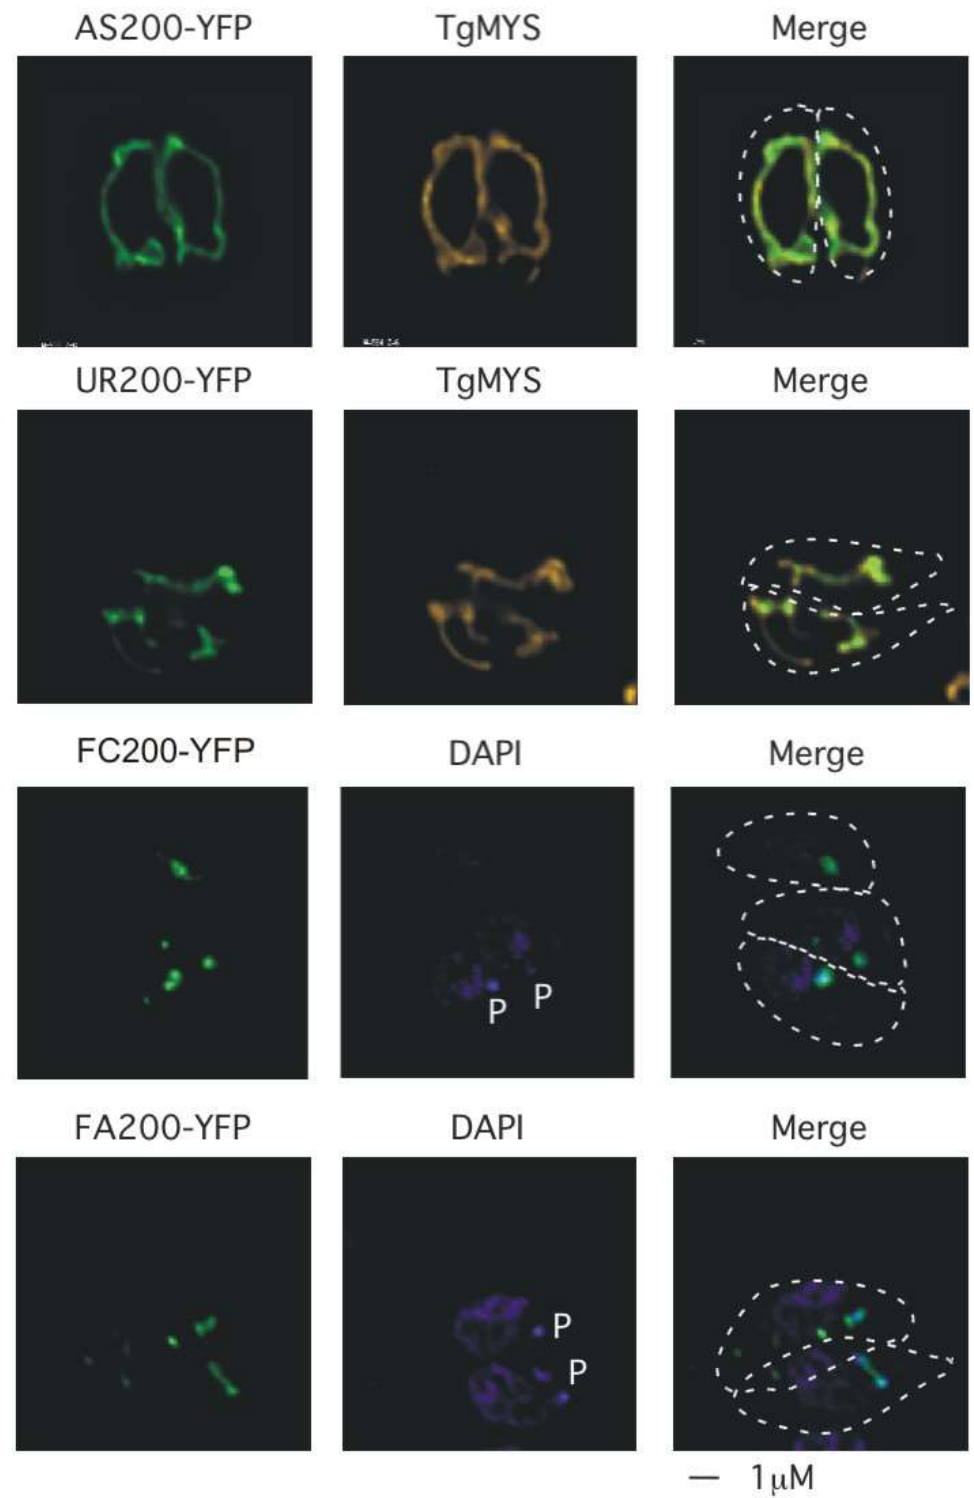 AS200-YFP TgMYS Merge
UR200-YFP TgMYS Merge
FC200-YFP DAPI Merge
P P
FA200-YFP DAPI Merge
P
P
1μM